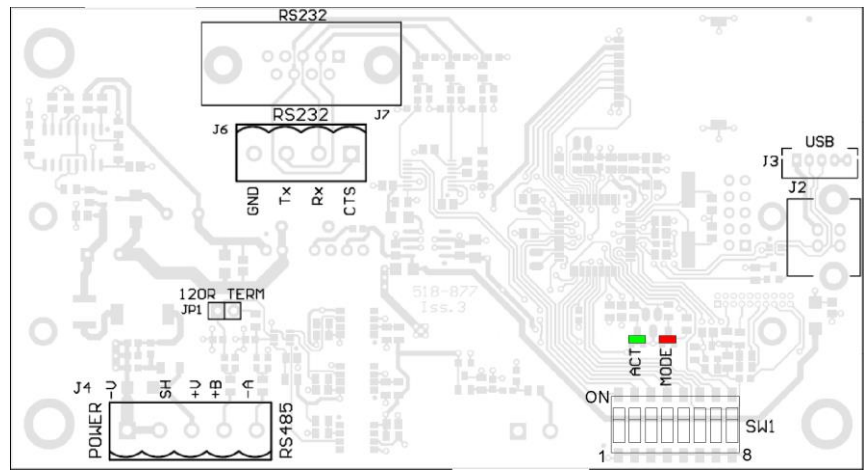 RS232
RS232
J7
J6
GND
Tx
Rx
CTS
USB
J3
J2
120R TERM
JP1
518-877
Iss.3
ACT
MODE
J4
-V
SH
+V
+B
-A
POWER
RS485
ON
SW1
1
8